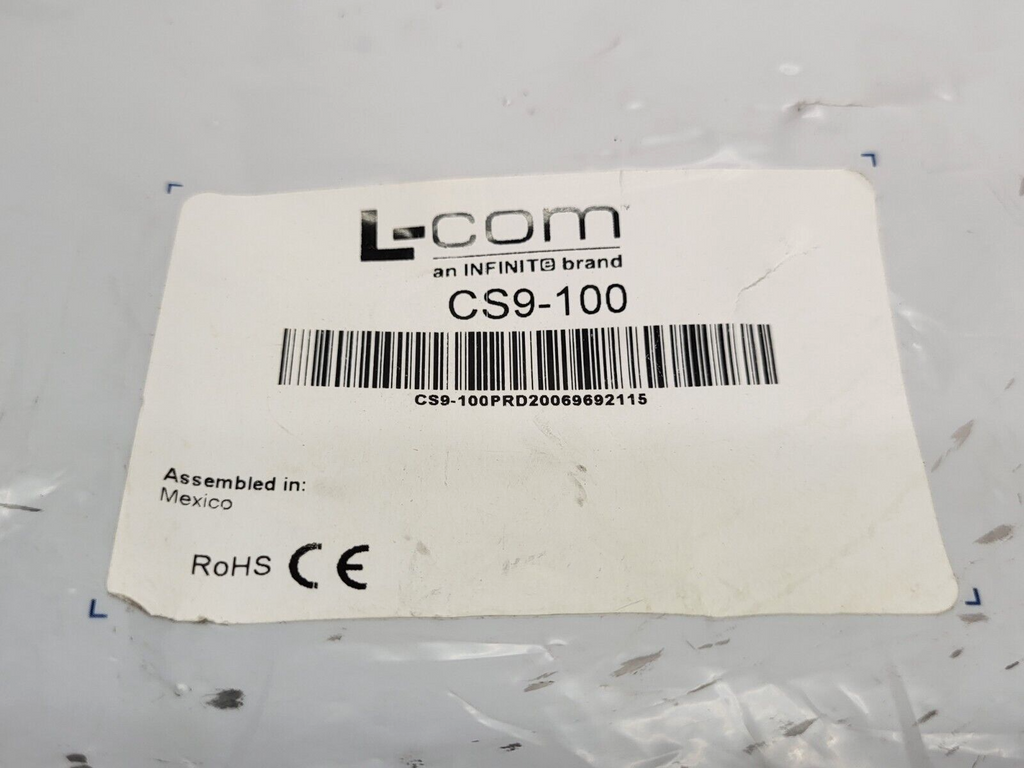 L-com
an INFINITe brand
CS9-100
CS9-100PRD20069692115
Assembled in:
Mexico
RoHS CE